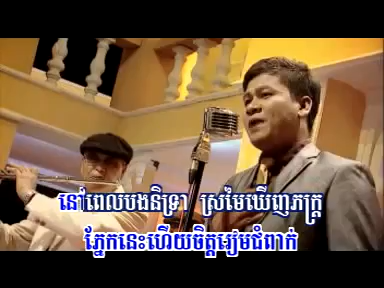 នៅពេលបងនិទ្រា ស្រមៃឃើញភក្ត្រ
ភ្នែកនេះហើយចិត្តរៀមជំពាក់